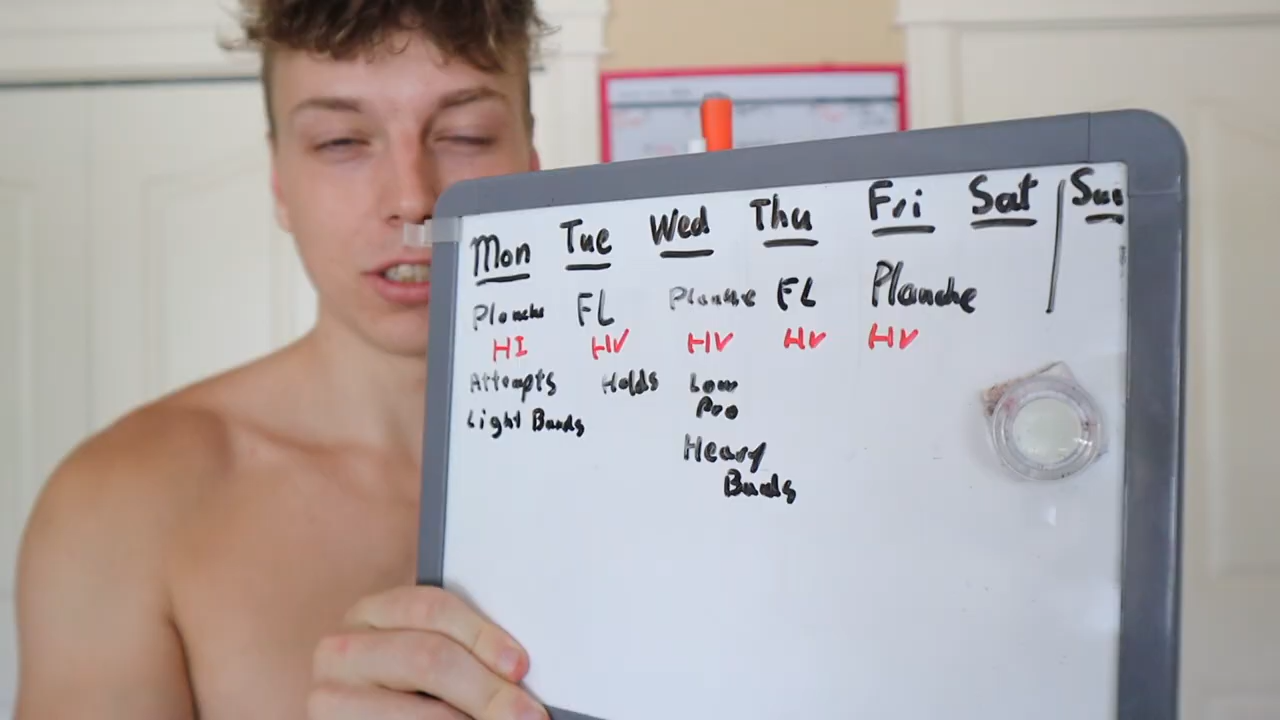 Mon Tue Wed Thu Fri Sat Sun
Planche FL Planche FL Planche
HI HV HV HV HV
Attempts Holds Low
Pro
Light Bands
Heavy
Bands